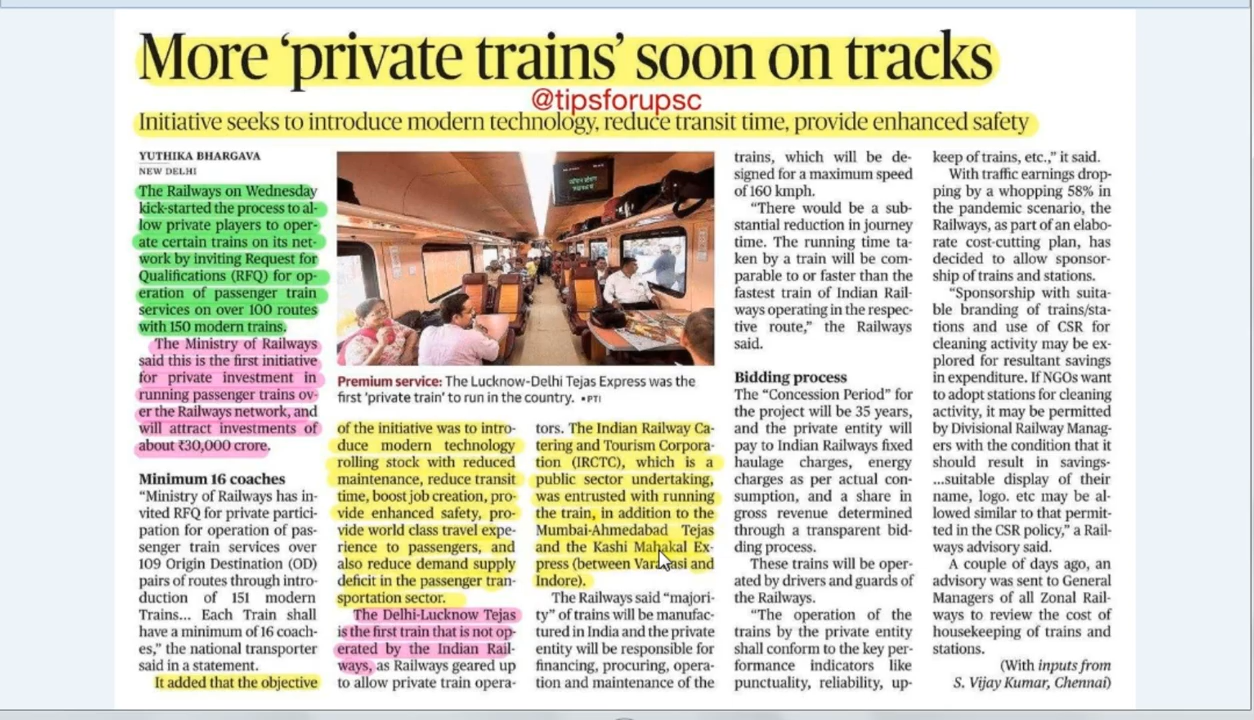 More ‘private trains’ soon on tracks
@tipsforupsc
Initiative seeks to introduce modern technology, reduce transit time, provide enhanced safety
YUTHIKA BHARGAVA
NEW DELHI
The Railways on Wednesday
kick-started the process to al-
low private players to oper-
ate certain trains on its net-
work by inviting Request for
Qualifications (RFQ) for op-
eration of passenger train
services on over 100 routes
with 150 modern trains.
The Ministry of Railways
said this is the first initiative
for private investment in
running passenger trains ov-
er the Railways network, and
will attract investments of
about ₹30,000 crore.
Minimum 16 coaches
“Ministry of Railways has in-
vited RFQ for private partici-
pation for operation of pas-
senger train services over
109 Origin Destination (OD)
pairs of routes through intro-
duction of 151 modern
Trains... Each Train shall
have a minimum of 16 coach-
es,” the national transporter
said in a statement.
It added that the objective
Premium service: The Lucknow-Delhi Tejas Express was the
first ‘private train’ to run in the country. •PTI
of the initiative was to intro-
duce modern technology
rolling stock with reduced
maintenance, reduce transit
time, boost job creation, pro-
vide enhanced safety, pro-
vide world class travel expe-
rience to passengers, and
also reduce demand supply
deficit in the passenger tran-
sportation sector.
The Delhi-Lucknow Tejas
is the first train that is not op-
erated by the Indian Rail-
ways, as Railways geared up
to allow private train opera-
tors. The Indian Railway Ca-
tering and Tourism Corpora-
tion (IRCTC), which is a
public sector undertaking,
was entrusted with running
the train, in addition to the
Mumbai-Ahmedabad Tejas
and the Kashi Mahakal Ex-
press (between Varanasi and
Indore).
The Railways said “majori-
ty” of trains will be manufac-
tured in India and the private
entity will be responsible for
financing, procuring, opera-
tion and maintenance of the
trains, which will be de-
signed for a maximum speed
of 160 kmph.
“There would be a sub-
stantial reduction in journey
time. The running time ta-
ken by a train will be com-
parable to or faster than the
fastest train of Indian Rail-
ways operating in the respec-
tive route,” the Railways
said.
Bidding process
The “Concession Period” for
the project will be 35 years,
and the private entity will
pay to Indian Railways fixed
haulage charges, energy
charges as per actual con-
sumption, and a share in
gross revenue determined
through a transparent bid-
ding process.
These trains will be oper-
ated by drivers and guards of
the Railways.
“The operation of the
trains by the private entity
shall conform to the key per-
formance indicators like
punctuality, reliability, up-
keep of trains, etc.,” it said.
With traffic earnings drop-
ping by a whopping 58% in
the pandemic scenario, the
Railways, as part of an elabo-
rate cost-cutting plan, has
decided to allow sponsor-
ship of trains and stations.
“Sponsorship with suita-
ble branding of trains/sta-
tions and use of CSR for
cleaning activity may be ex-
plored for resultant savings
in expenditure. If NGOs want
to adopt stations for cleaning
activity, it may be permitted
by Divisional Railway Manag-
ers with the condition that it
should result in savings-
...suitable display of their
name, logo. etc may be al-
lowed similar to that permit-
ted in the CSR policy,” a Rail-
ways advisory said.
A couple of days ago, an
advisory was sent to General
Managers of all Zonal Rail-
ways to review the cost of
housekeeping of trains and
stations.
(With inputs from
S. Vijay Kumar, Chennai)